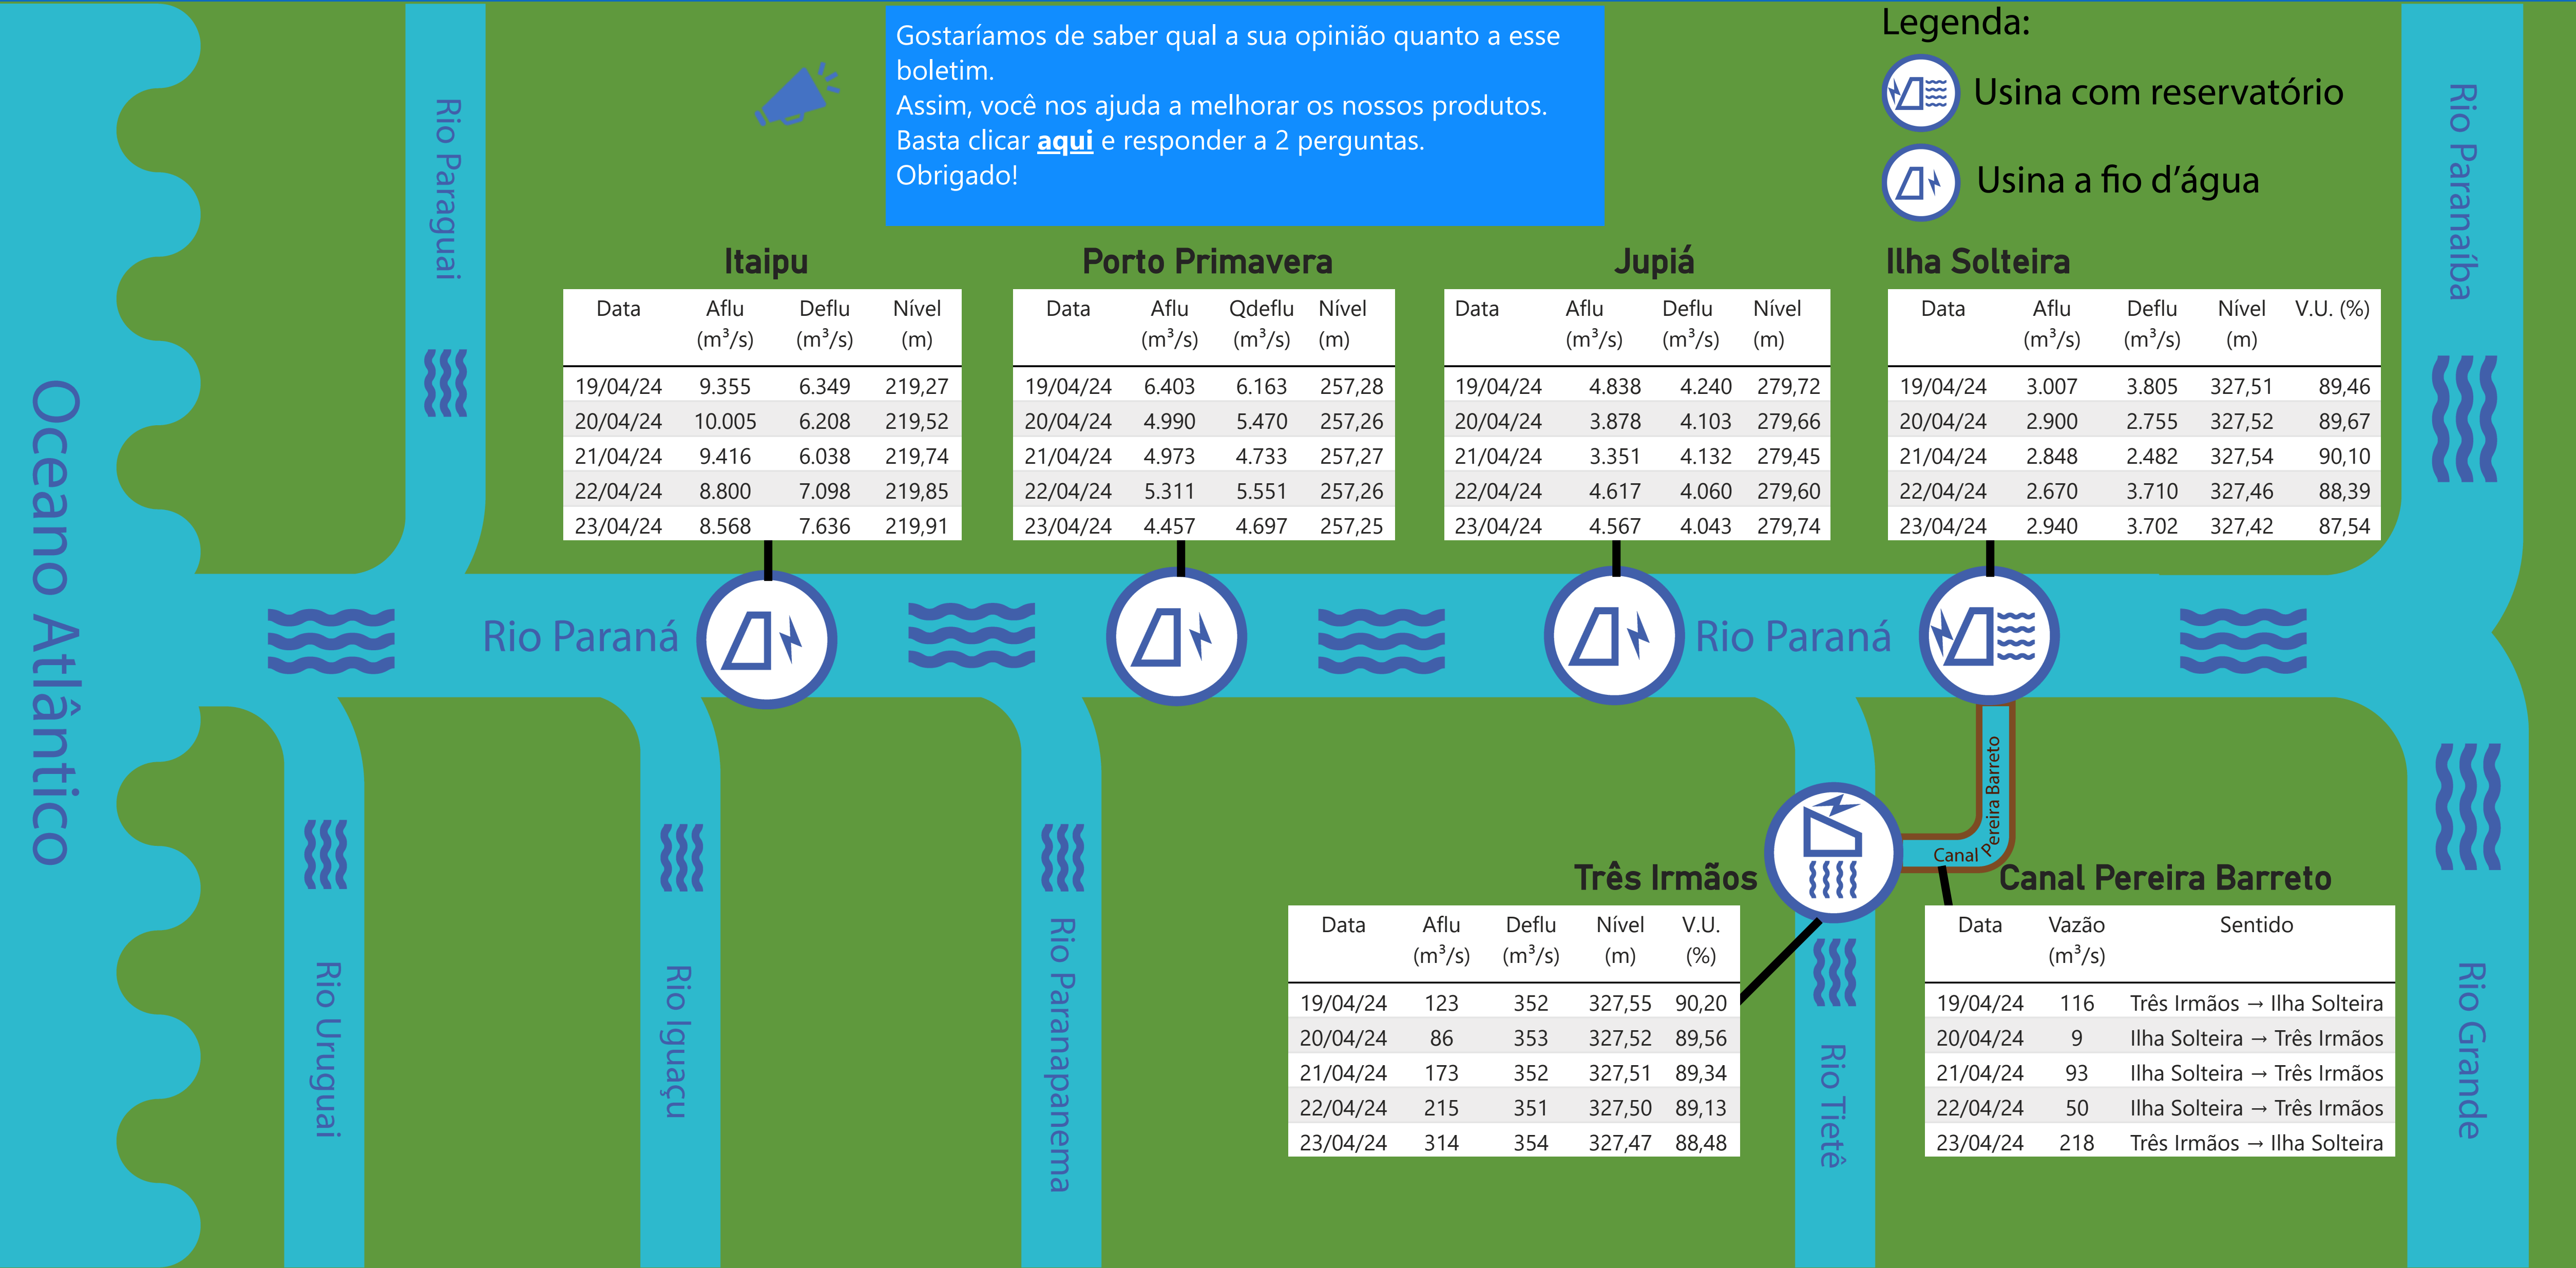 Gostaríamos de saber qual a sua opinião quanto a esse
boletim.
Assim, você nos ajuda a melhorar os nossos produtos.
Basta clicar aqui e responder a 2 perguntas.
Obrigado!
Legenda:
Usina com reservatório
Usina a fio d'água
Rio Paraguai
Rio Paranaíba
Oceano Atlântico
Itaipu
Data Aflu Deflu Nível
(m³/s) (m³/s) (m)
19/04/24 9.355 6.349 219,27
20/04/24 10.005 6.208 219,52
21/04/24 9.416 6.038 219,74
22/04/24 8.800 7.098 219,85
23/04/24 8.568 7.636 219,91
Porto Primavera
Data Aflu Qdeflu Nível
(m³/s) (m³/s) (m)
19/04/24 6.403 6.163 257,28
20/04/24 4.990 5.470 257,26
21/04/24 4.973 4.733 257,27
22/04/24 5.311 5.551 257,26
23/04/24 4.457 4.697 257,25
Jupiá
Data Aflu Deflu Nível
(m³/s) (m³/s) (m)
19/04/24 4.838 4.240 279,72
20/04/24 3.878 4.103 279,66
21/04/24 3.351 4.132 279,45
22/04/24 4.617 4.060 279,60
23/04/24 4.567 4.043 279,74
Ilha Solteira
Data Aflu Deflu Nível V.U. (%)
(m³/s) (m³/s) (m)
19/04/24 3.007 3.805 327,51 89,46
20/04/24 2.900 2.755 327,52 89,67
21/04/24 2.848 2.482 327,54 90,10
22/04/24 2.670 3.710 327,46 88,39
23/04/24 2.940 3.702 327,42 87,54
Rio Paraná
Rio Paraná
Canal Pereira Barreto
Três Irmãos
Data Aflu Deflu Nível V.U.
(m³/s) (m³/s) (m) (%)
19/04/24 123 352 327,55 90,20
20/04/24 86 353 327,52 89,56
21/04/24 173 352 327,51 89,34
22/04/24 215 351 327,50 89,13
23/04/24 314 354 327,47 88,48
Canal Pereira Barreto
Data Vazão Sentido
(m³/s)
19/04/24 116 Três Irmãos → Ilha Solteira
20/04/24 9 Ilha Solteira → Três Irmãos
21/04/24 93 Ilha Solteira → Três Irmãos
22/04/24 50 Ilha Solteira → Três Irmãos
23/04/24 218 Três Irmãos → Ilha Solteira
Rio Uruguai
Rio Iguaçu
Rio Paranapanema
Rio Tietê
Rio Grande